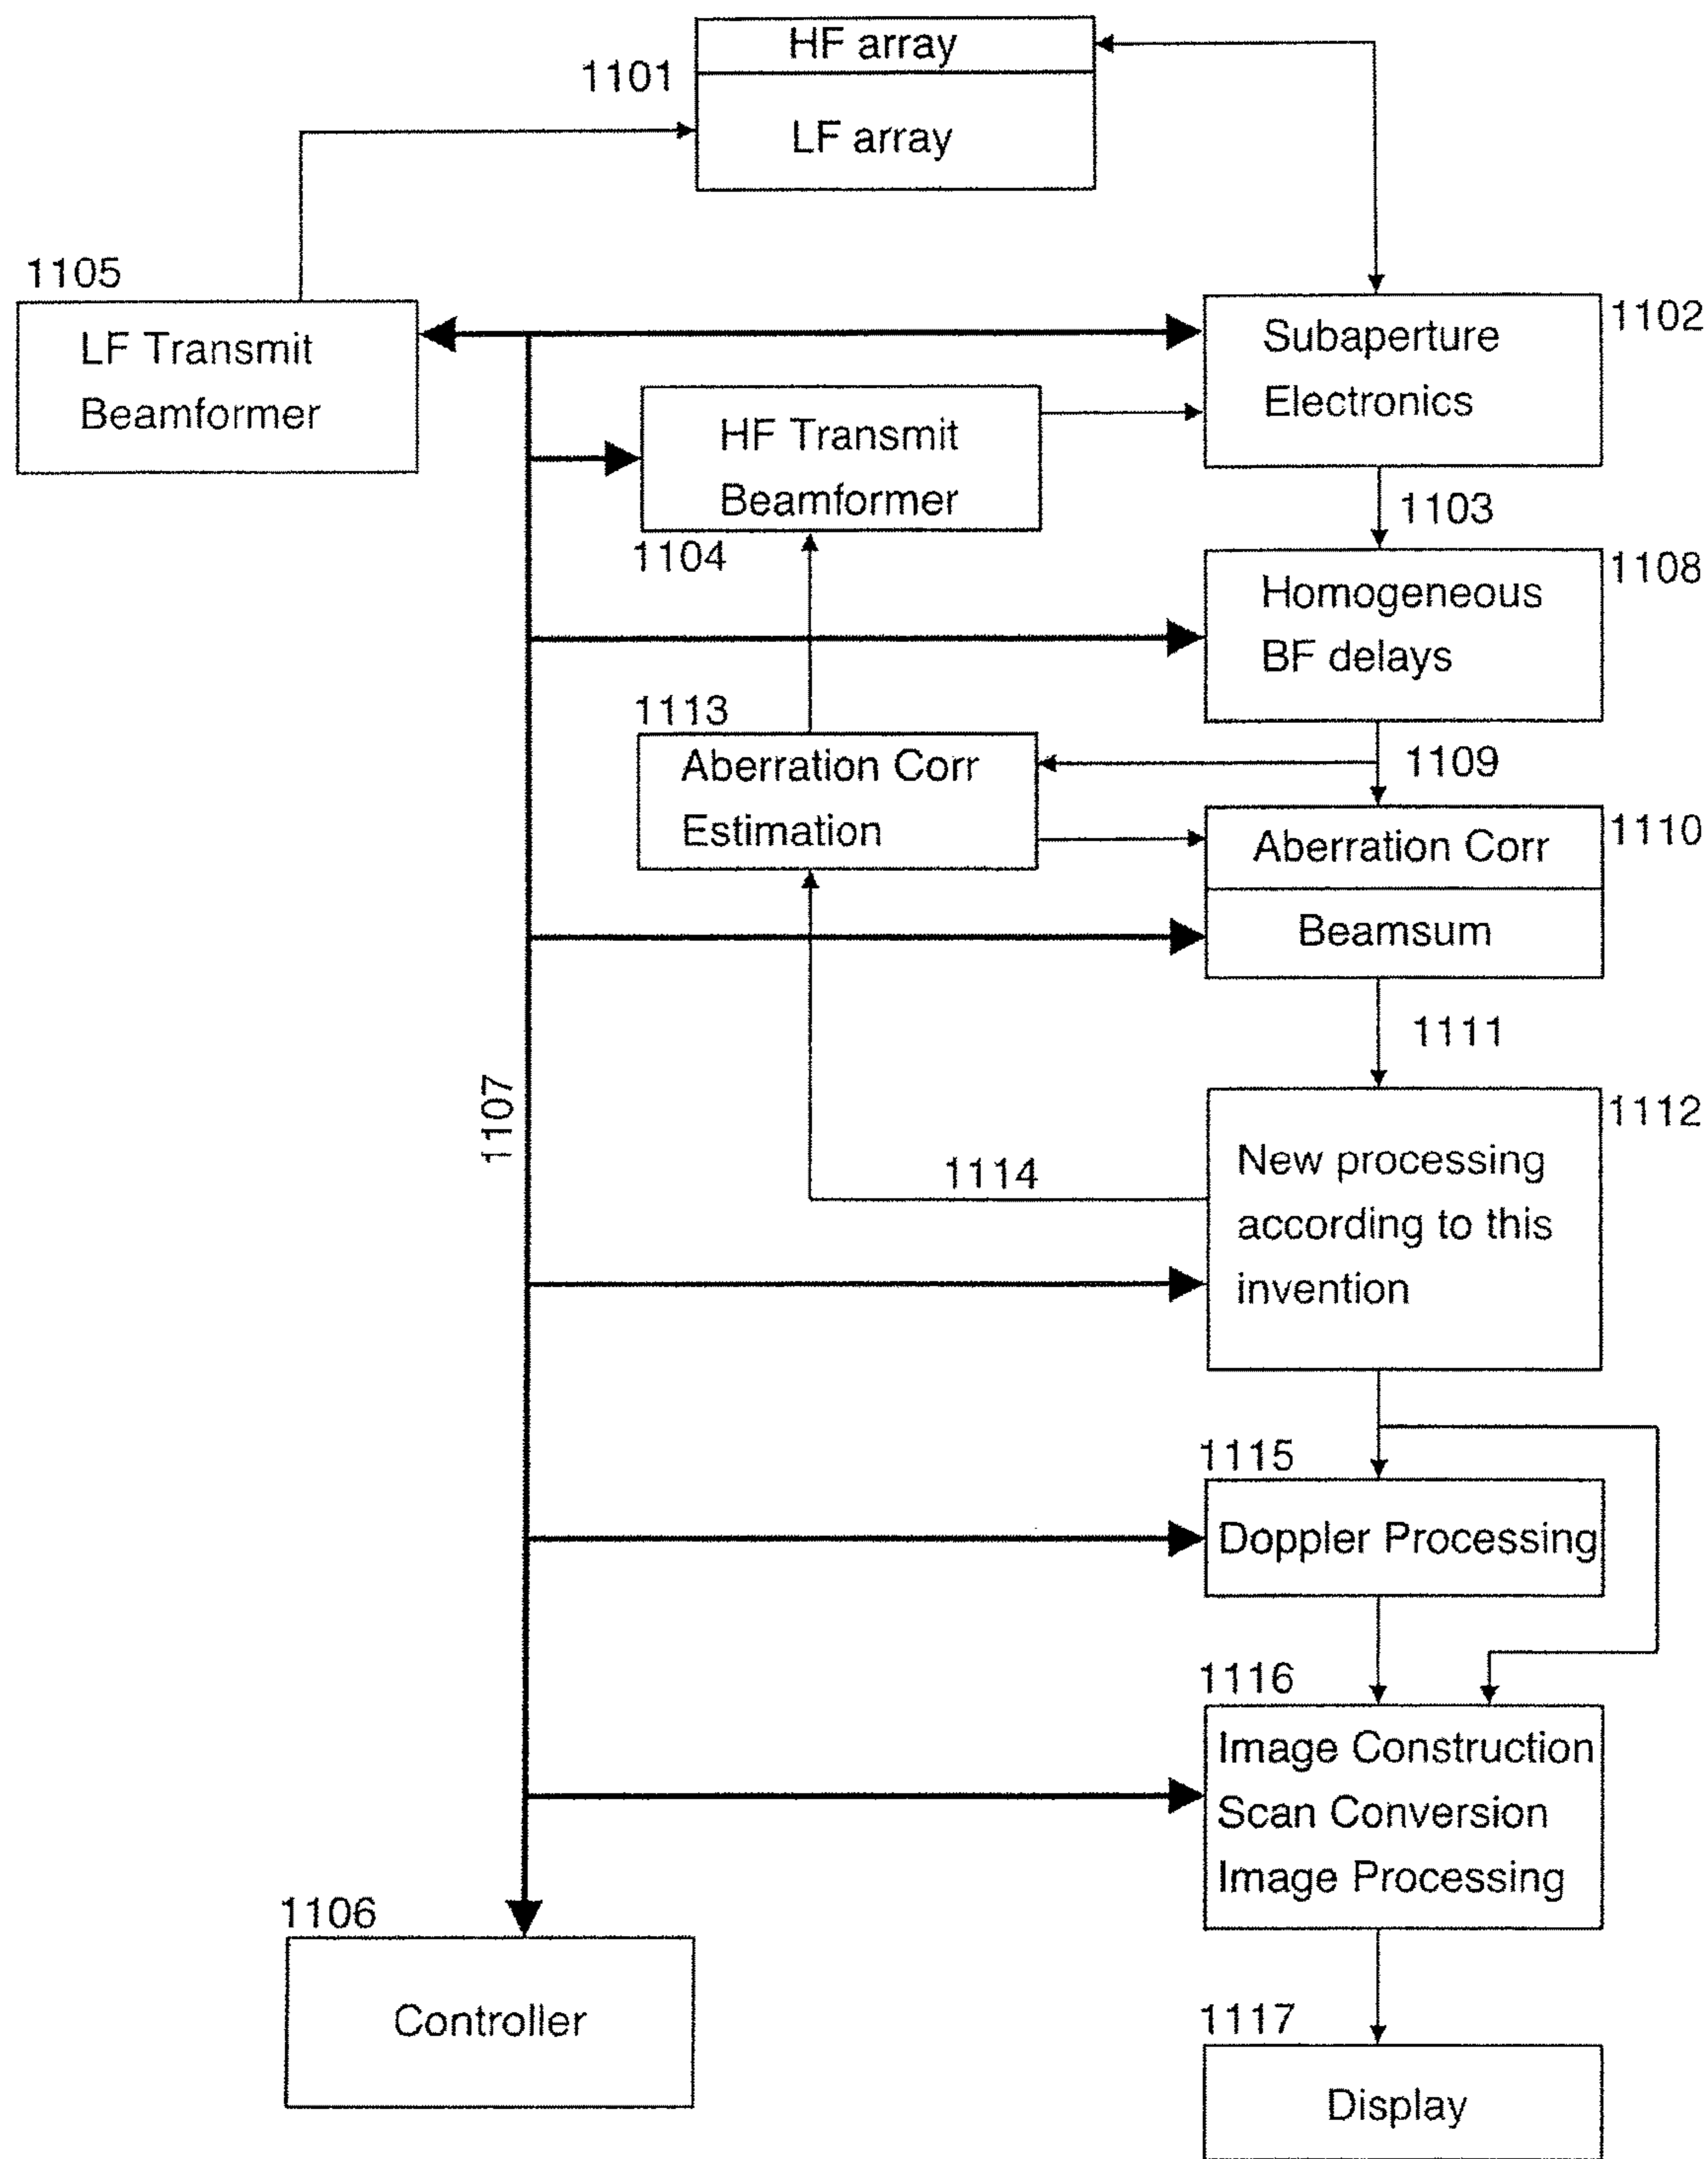 HF array
1101
LF array
1105
LF Transmit
Beamformer
Subaperture
Electronics
1102
HF Transmit
Beamformer
1104
1103
Homogeneous
BF delays
1108
1113
Aberration Corr
Estimation
1109
Aberration Corr
Beamsum
1110
1111
1107
1114
New processing
according to this
invention
1112
1115
Doppler Processing
1116
Image Construction
Scan Conversion
Image Processing
1106
Controller
1117
Display